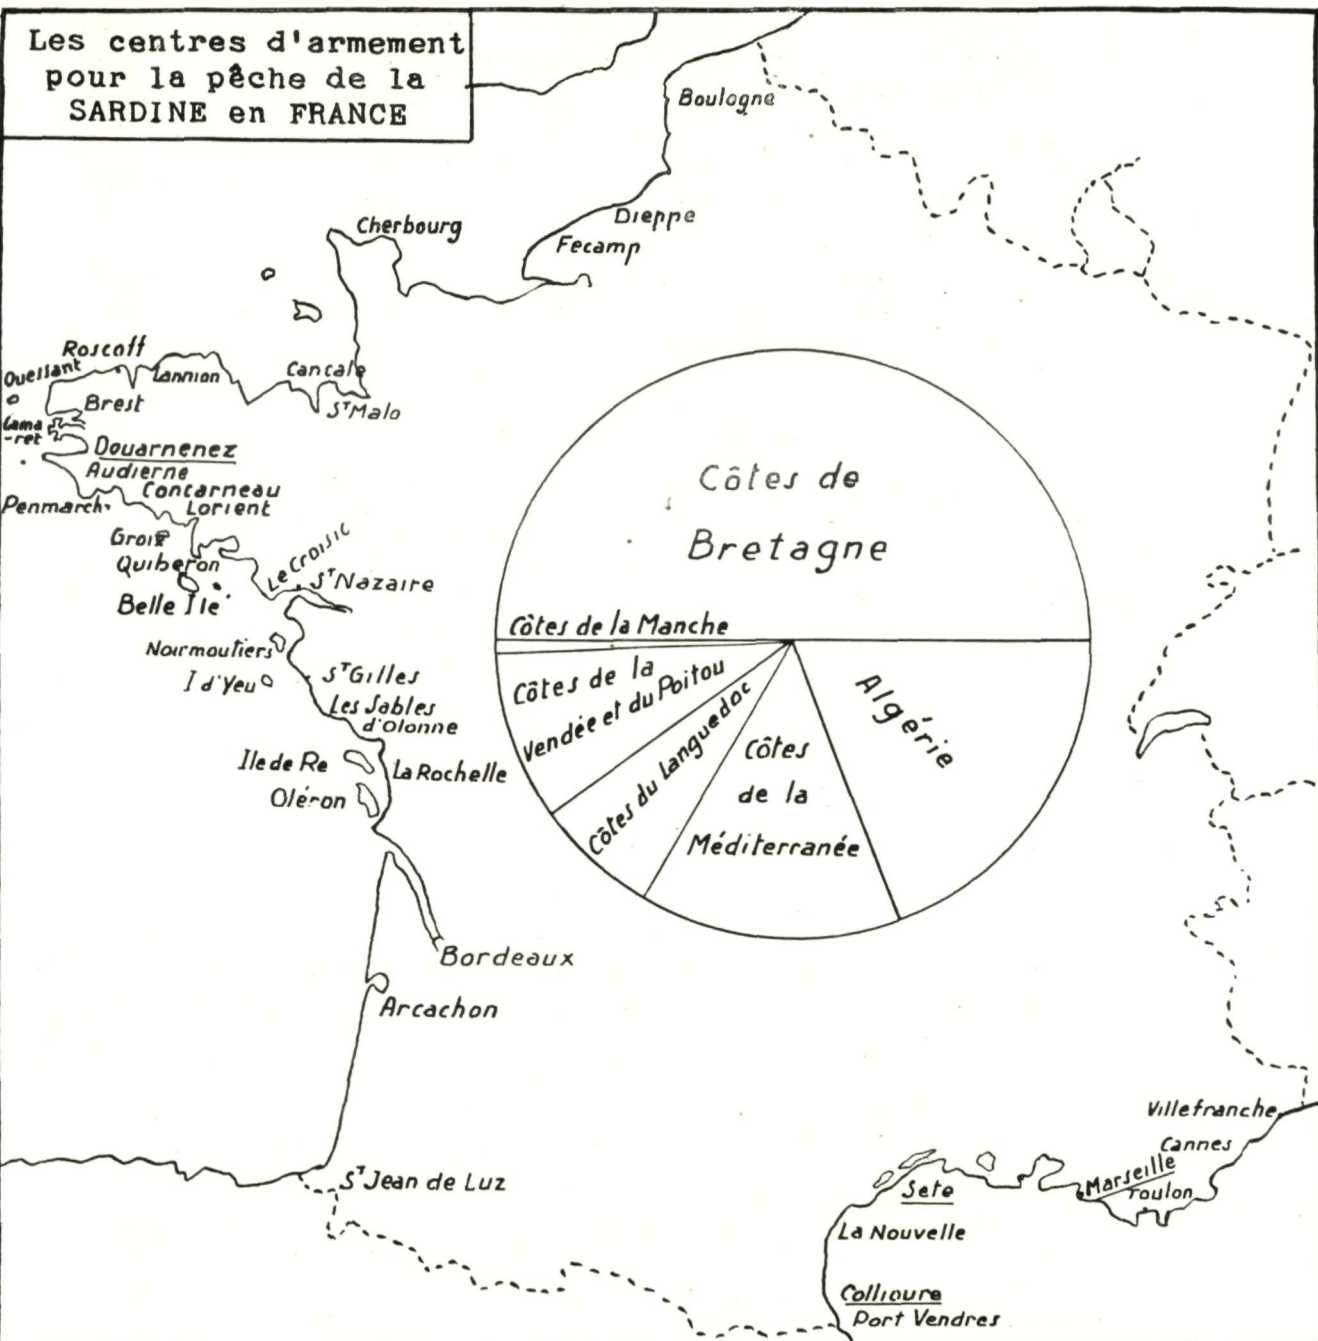 Les centres d'armement
pour la pêche de la
SARDINE en FRANCE
Boulogne
Dieppe
Fecamp
Cherbourg
Roscoff
Ouessant
Lannion
Cancale
St Malo
Brest
Cama
-ret
Douarnenez
Audierne
Concarneau
Penmarch
Lorient
Groix
Quiberon
Le Croisic
St Nazaire
Belle Ile
Noirmoutiers
I d'Yeu
St Gilles
Les Sables
d'Olonne
Ile de Re
La Rochelle
Oléron
Bordeaux
Arcachon
St Jean de Luz
Côtes de
Bretagne
Côtes de la Manche
Côtes de la
Vendée et du Poitou
Côtes du Languedoc
Côtes
de la
Méditerranée
Algérie
Villefranche
Cannes
Marseille
Toulon
Sete
La Nouvelle
Collioure
Port Vendres